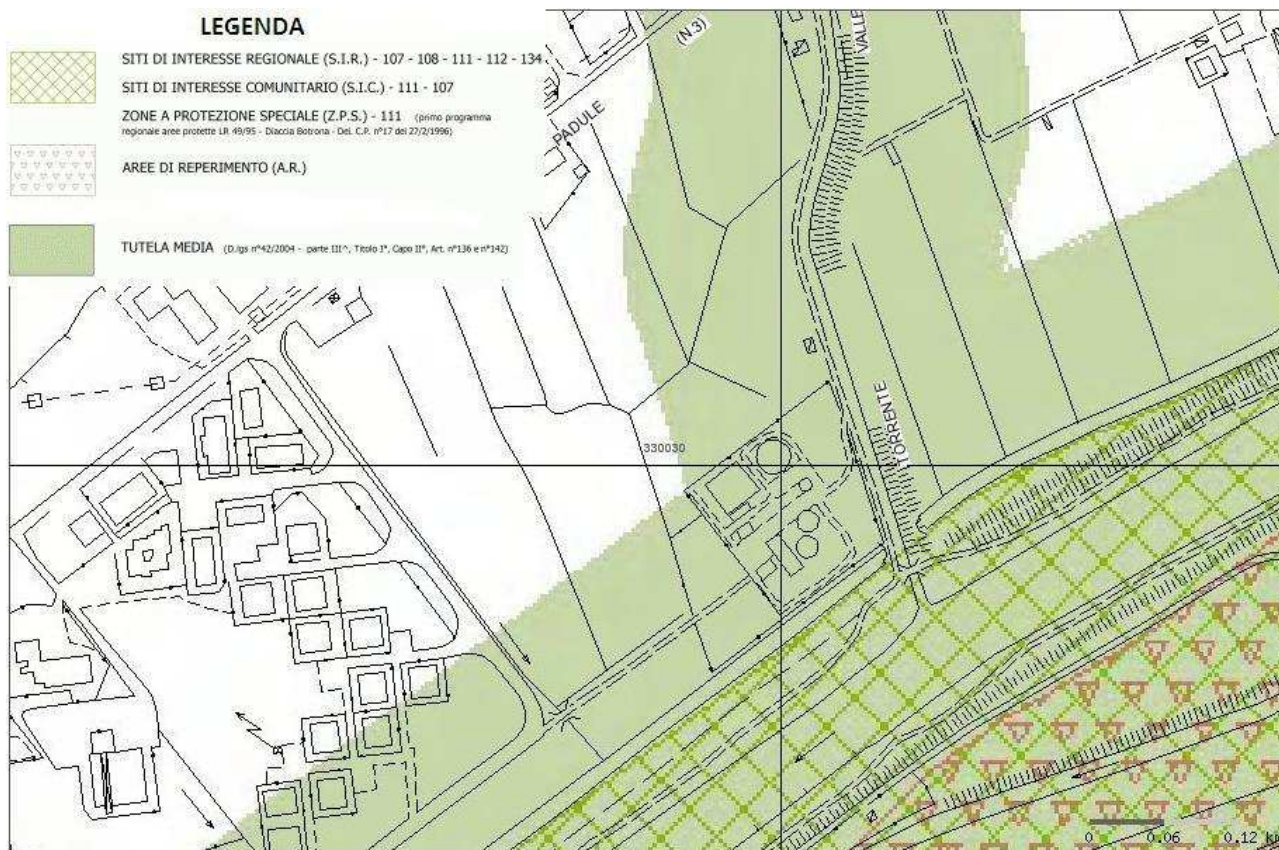 LEGENDA
SITI DI INTERESSE REGIONALE (S.I.R.) - 107 - 108 - 111 - 112 - 134
SITI DI INTERESSE COMUNITARIO (S.I.C.) - 111 - 107
ZONE A PROTEZIONE SPECIALE (Z.P.S.) - 111 (primo programma
regionale aree protette LR 49/95 - Diaccia Botrona - Del. C.P. n°17 del 27/2/1996)
AREE DI REPERIMENTO (A.R.)
TUTELA MEDIA (D.lgs n°42/2004 - parte III^, Titolo I°, Capo II°, Art. n°136 e n°142)
PADULE
(N.3)
VALLE
TORRENTE
330030
0 0.06 0.12 km